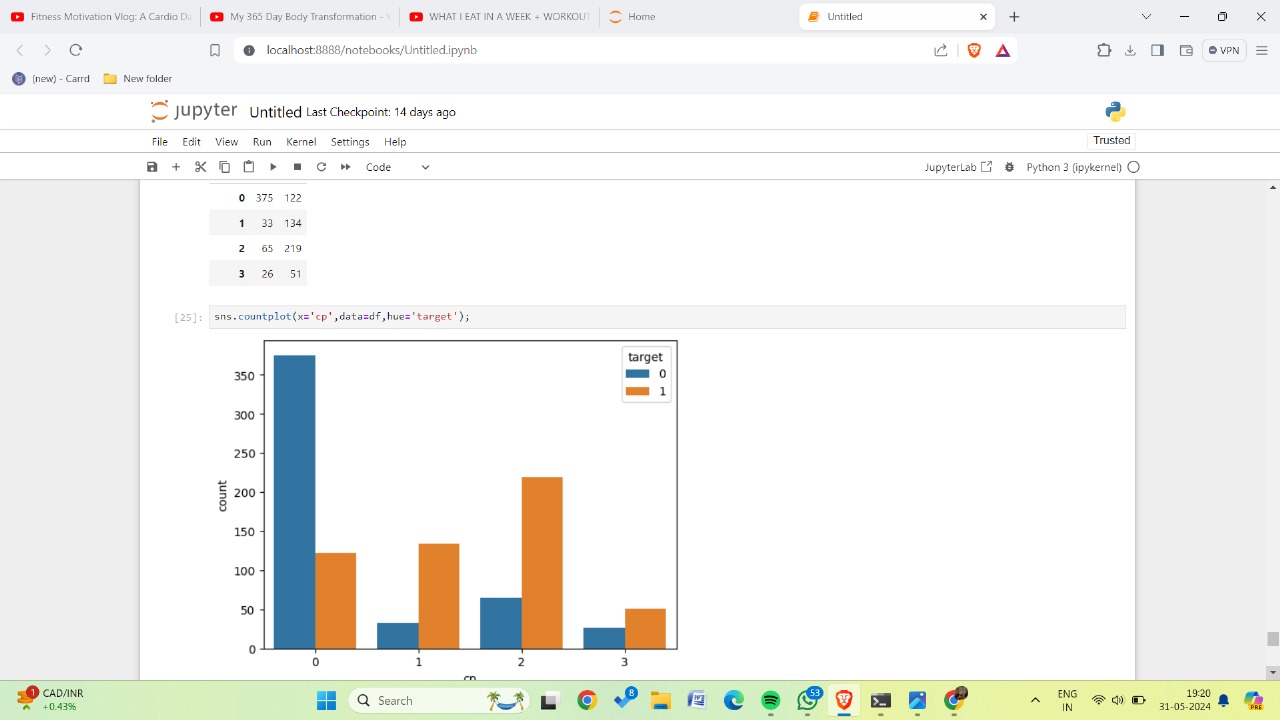 Fitness Motivation Vlog: A Cardio Da
My 365 Day Body Transformation - Y
WHAT I EAT IN A WEEK + WORKOUT
Home
Untitled
localhost:8888/notebooks/Untitled.ipynb
VPN
(new) - Carrd
New folder
jupyter Untitled Last Checkpoint: 14 days ago
File Edit View Run Kernel Settings Help
Trusted
Code
JupyterLab
Python 3 (ipykernel)
0 375 122
1 33 134
2 65 219
3 26 51
[25]: sns.countplot(x='cp',data=df,hue='target');
target
0
1
350
300
250
200
150
100
50
0
count
0 1 2 3
cp
1
CAD/INR
+0.43%
Search
8
53
ENG
IN
19:20
31-05-2024
PRE